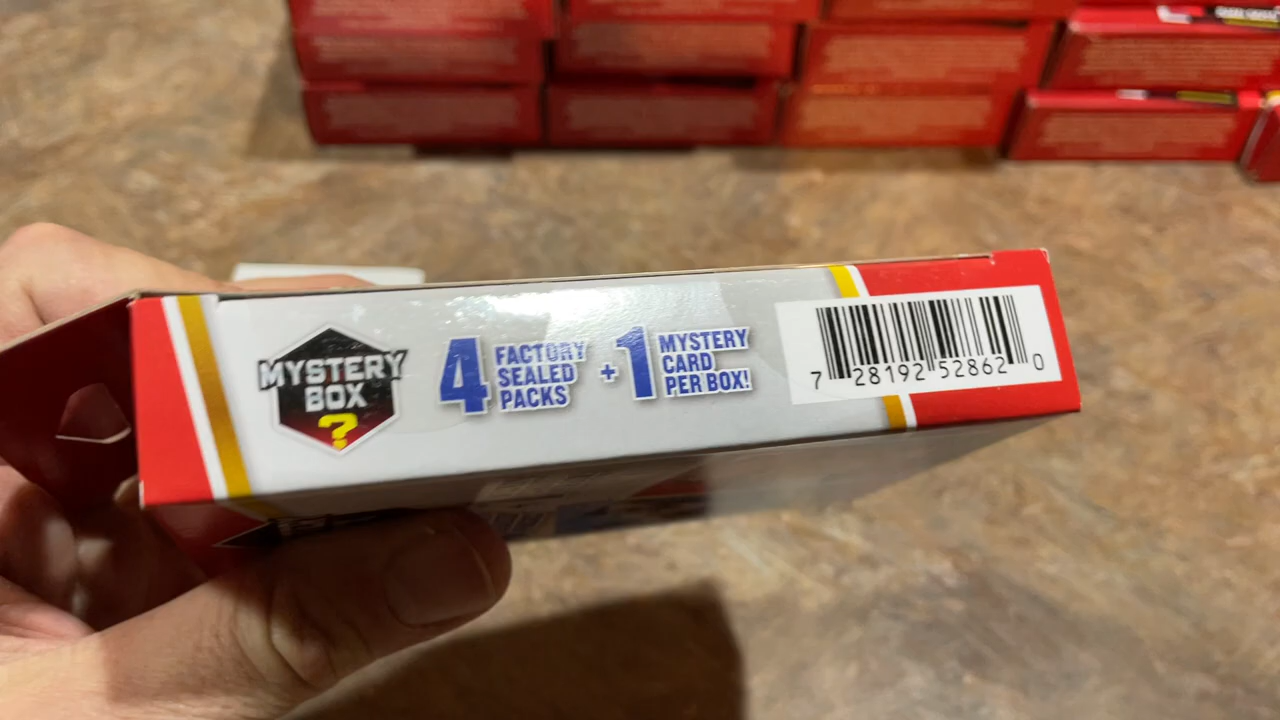 MYSTERY
BOX
?
4 FACTORY
SEALED
PACKS
+ 1 MYSTERY
CARD
PER BOX!
7 28192 52862 0